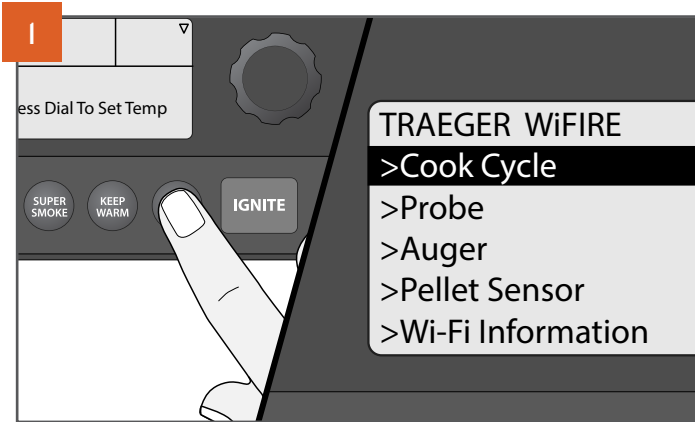 1
ess Dial To Set Temp
SUPER
SMOKE
KEEP
WARM
IGNITE
TRAEGER WiFIRE
>Cook Cycle
>Probe
>Auger
>Pellet Sensor
>Wi-Fi Information